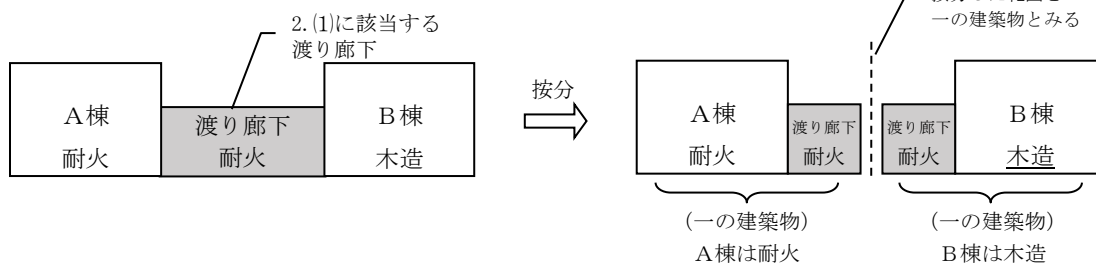 2.(1)に該当する
渡り廊下
A棟
耐火
渡り廊下
耐火
B棟
木造
按分
一の建築物とみる
A棟
耐火
渡り廊下
耐火
渡り廊下
耐火
B棟
木造
(一の建築物)
A棟は耐火
(一の建築物)
B棟は木造